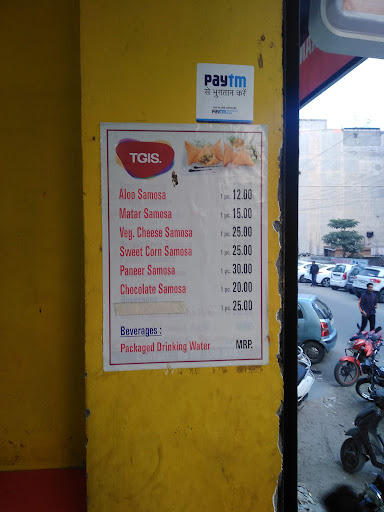 PAYTM
से भुगतान करें
TGIS.
Aloo Samosa 1 pc. 12.00
Matar Samosa 1 pc. 15.00
Veg. Cheese Samosa 1 pc. 25.00
Sweet Corn Samosa 1 pc. 25.00
Paneer Samosa 1 pc. 30.00
Chocolate Samosa 1 pc. 20.00
1 pc. 25.00
Beverages :
Packaged Drinking Water MRP.